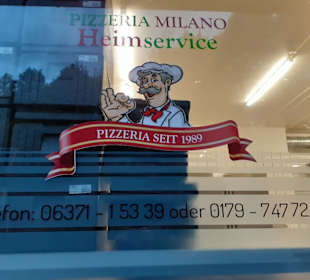 PIZZERIA MILANO
Heimservice
PIZZERIA SEIT 1989
efon: 06371 - 1 53 39 oder 0179 - 74772